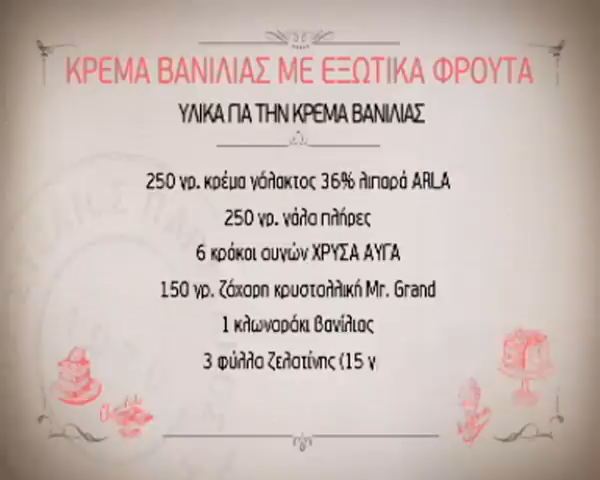 ΚΡΕΜΑ ΒΑΝΙΛΙΑΣ ΜΕ ΕΞΩΤΙΚΑ ΦΡΟΥΤΑ
ΥΛΙΚΑ ΓΙΑ ΤΗΝ ΚΡΕΜΑ ΒΑΝΙΛΙΑΣ
250 γρ. κρέμα γάλακτος 36% λιπαρά ARLA
250 γρ. γάλα πλήρες
6 κρόκοι αυγών ΧΡΥΣΑ ΑΥΓΑ
150 γρ. ζάχαρη κρυσταλλική Mr. Grand
1 κλωναράκι βανίλιας
3 φύλλα ζελατίνης (15 γ